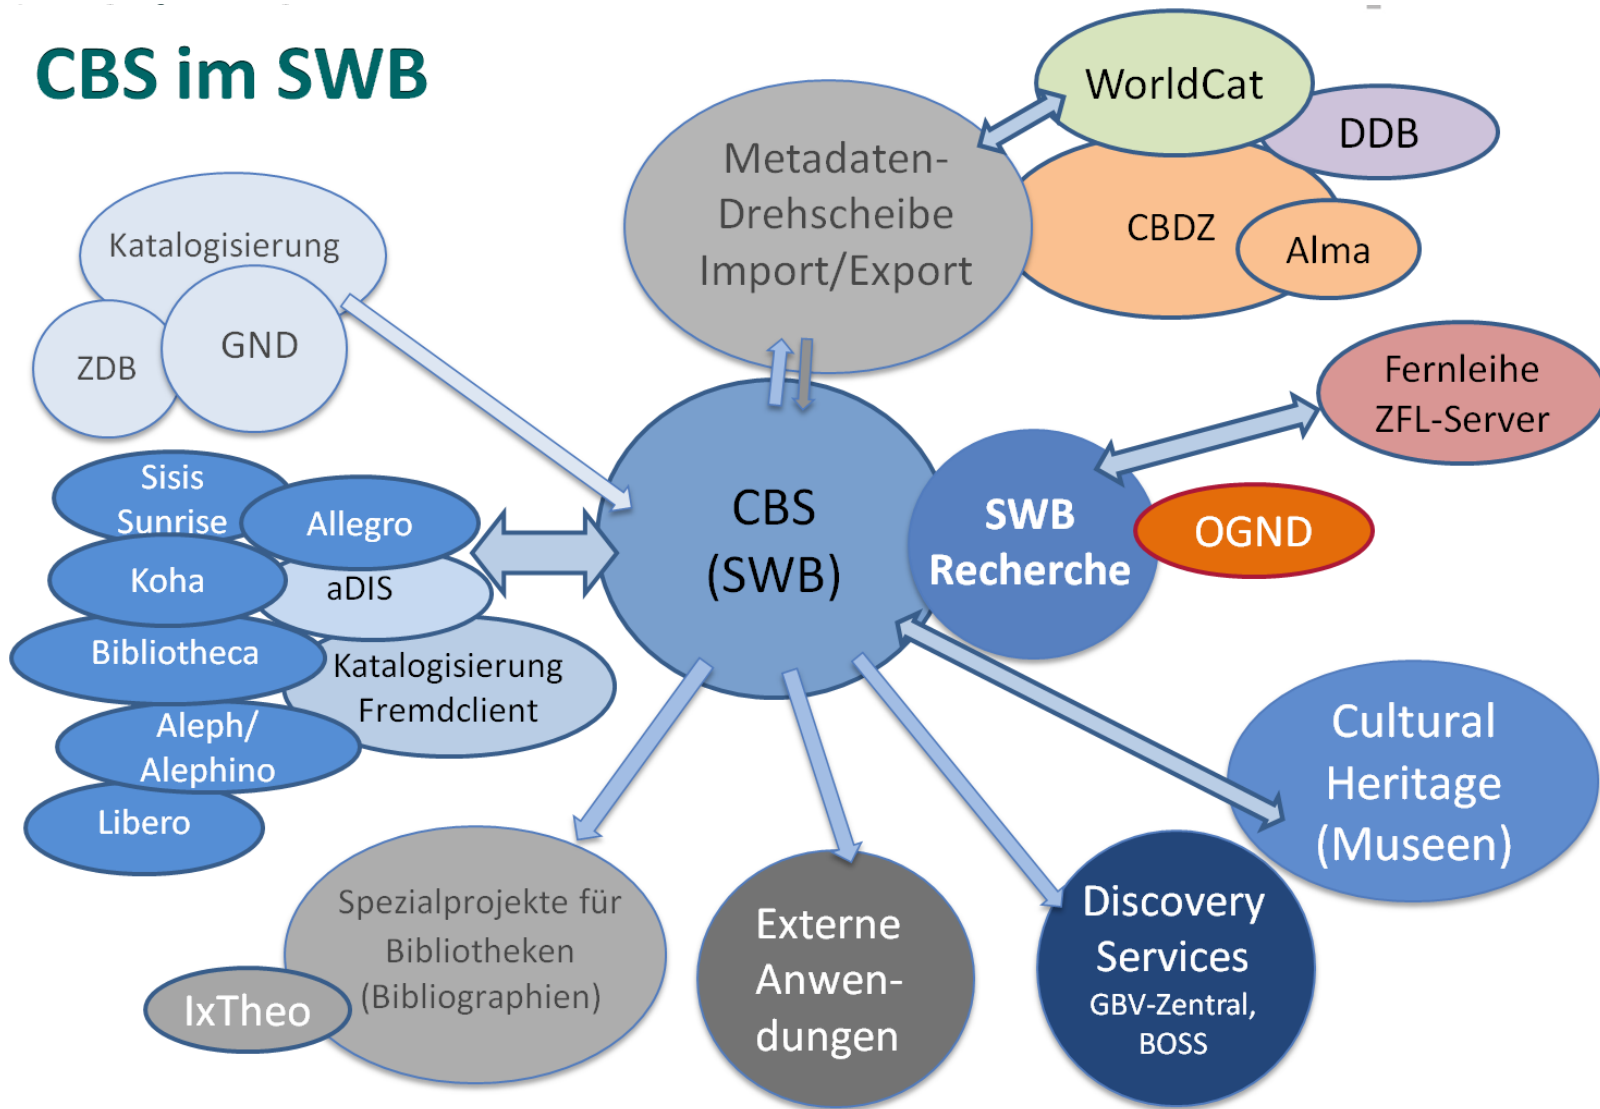 CBS im SWB
WorldCat
DDB
Metadaten-
Drehscheibe
Import/Export
CBDZ
Alma
Katalogisierung
GND
ZDB
Fernleihe
ZFL-Server
Sisis
Sunrise
Allegro
CBS
(SWB)
SWB
Recherche
OGND
Koha
aDIS
Bibliotheca
Katalogisierung
Fremdclient
Aleph/
Alephino
Libero
Cultural
Heritage
(Museen)
Spezialprojekte für
Bibliotheken
(Bibliographien)
IxTheo
Externe
Anwen-
dungen
Discovery
Services
GBV-Zentral,
BOSS